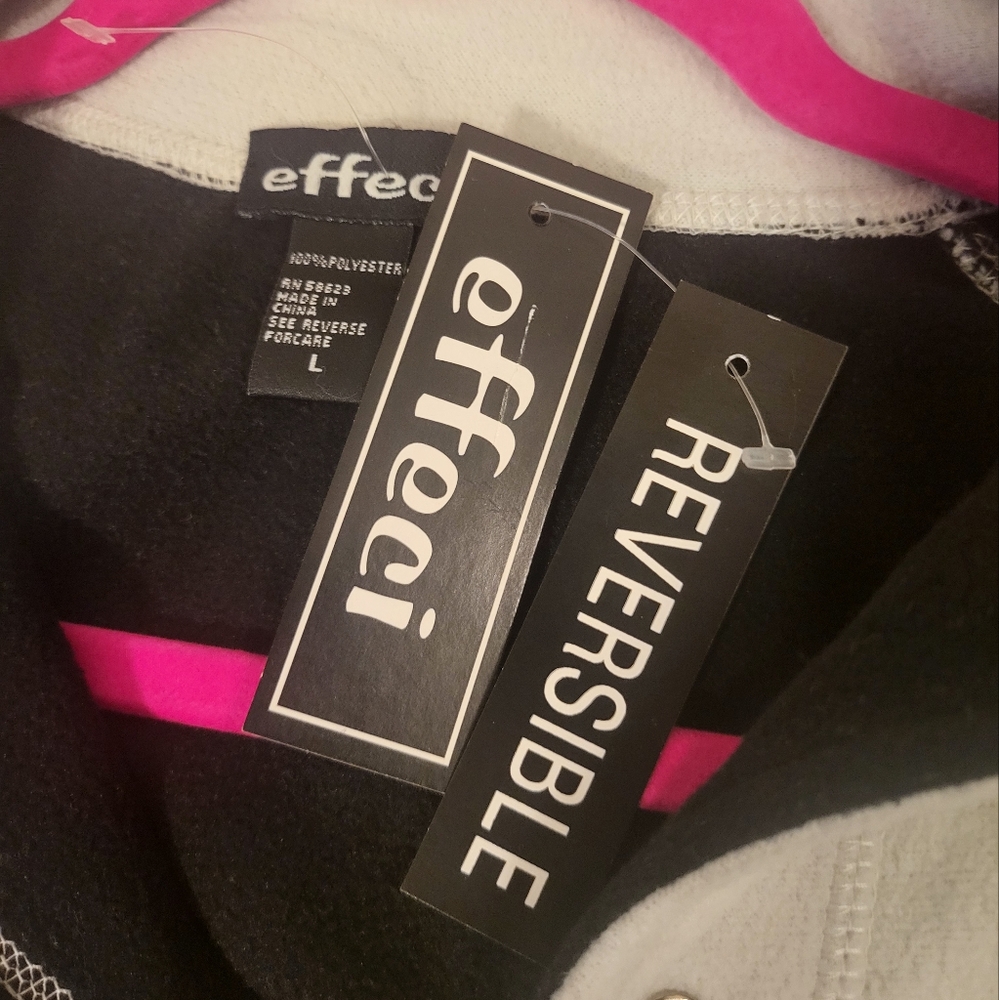 effec
100%POLYESTER
RN 58623
MADE IN
CHINA
SEE REVERSE
FORCARE
L
effeci
REVERSIBLE